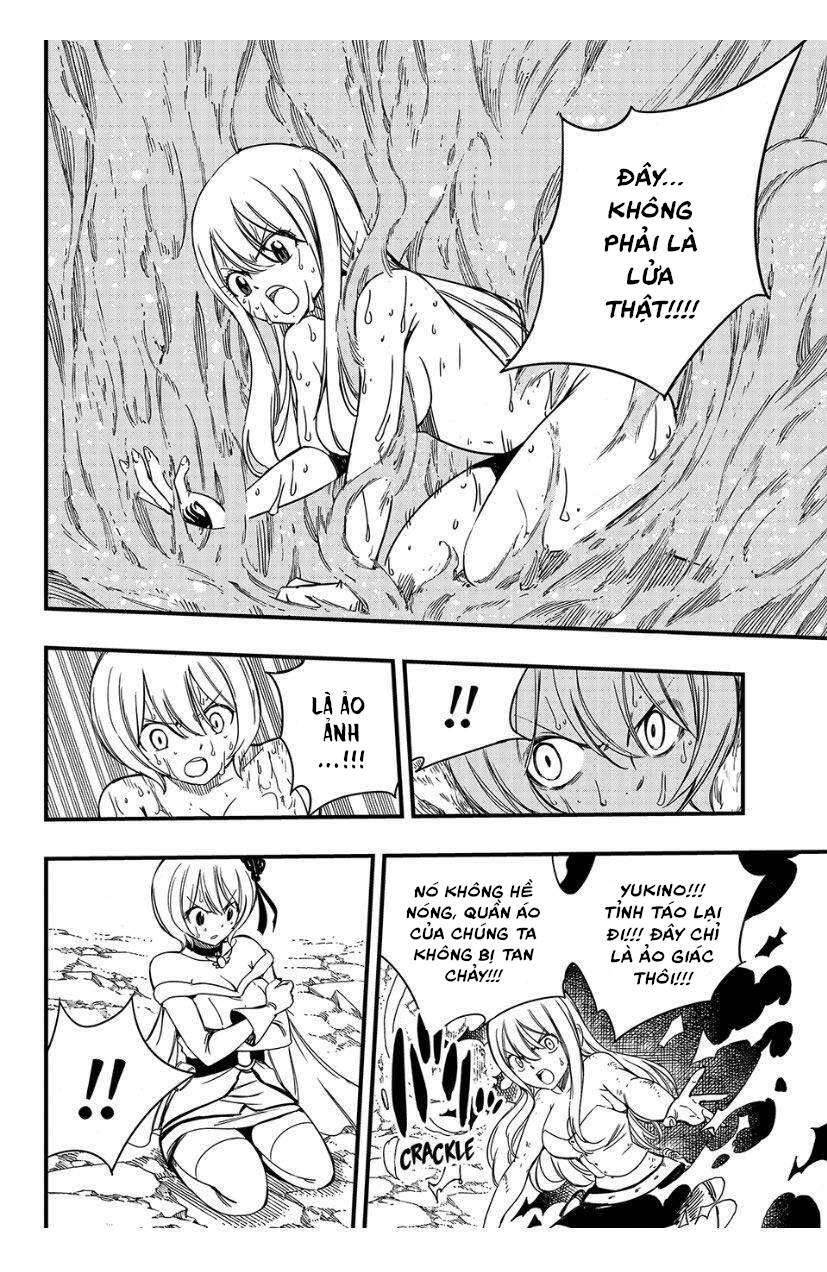 ĐÂY...
KHÔNG
PHẢI LÀ
LỬA
THẬT!!!!
LÀ ẢO
ẢNH
...!!!
!!
YUKINO!!!
TỈNH TÁO LẠI
ĐI!!! ĐÂY CHỈ
LÀ ẢO GIÁC
THÔI!!!
NÓ KHÔNG HỀ
NÓNG, QUẦN ÁO
CỦA CHÚNG TA
KHÔNG BỊ TAN
CHẢY!!!
CRACKLE
!!